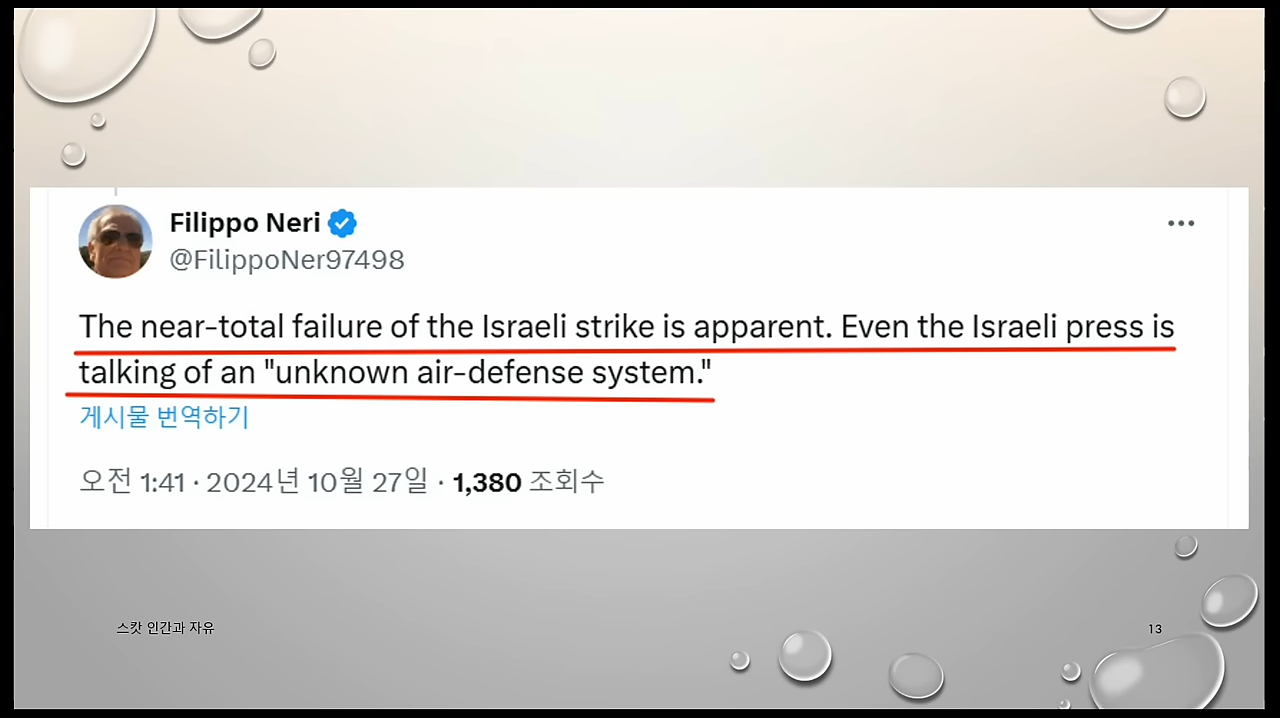 Filippo Neri
@FilippoNer97498
The near-total failure of the Israeli strike is apparent. Even the Israeli press is
talking of an "unknown air-defense system."
게시물 번역하기
오전 1:41 · 2024년 10월 27일 · 1,380 조회수
스캇 인간과 자유
13